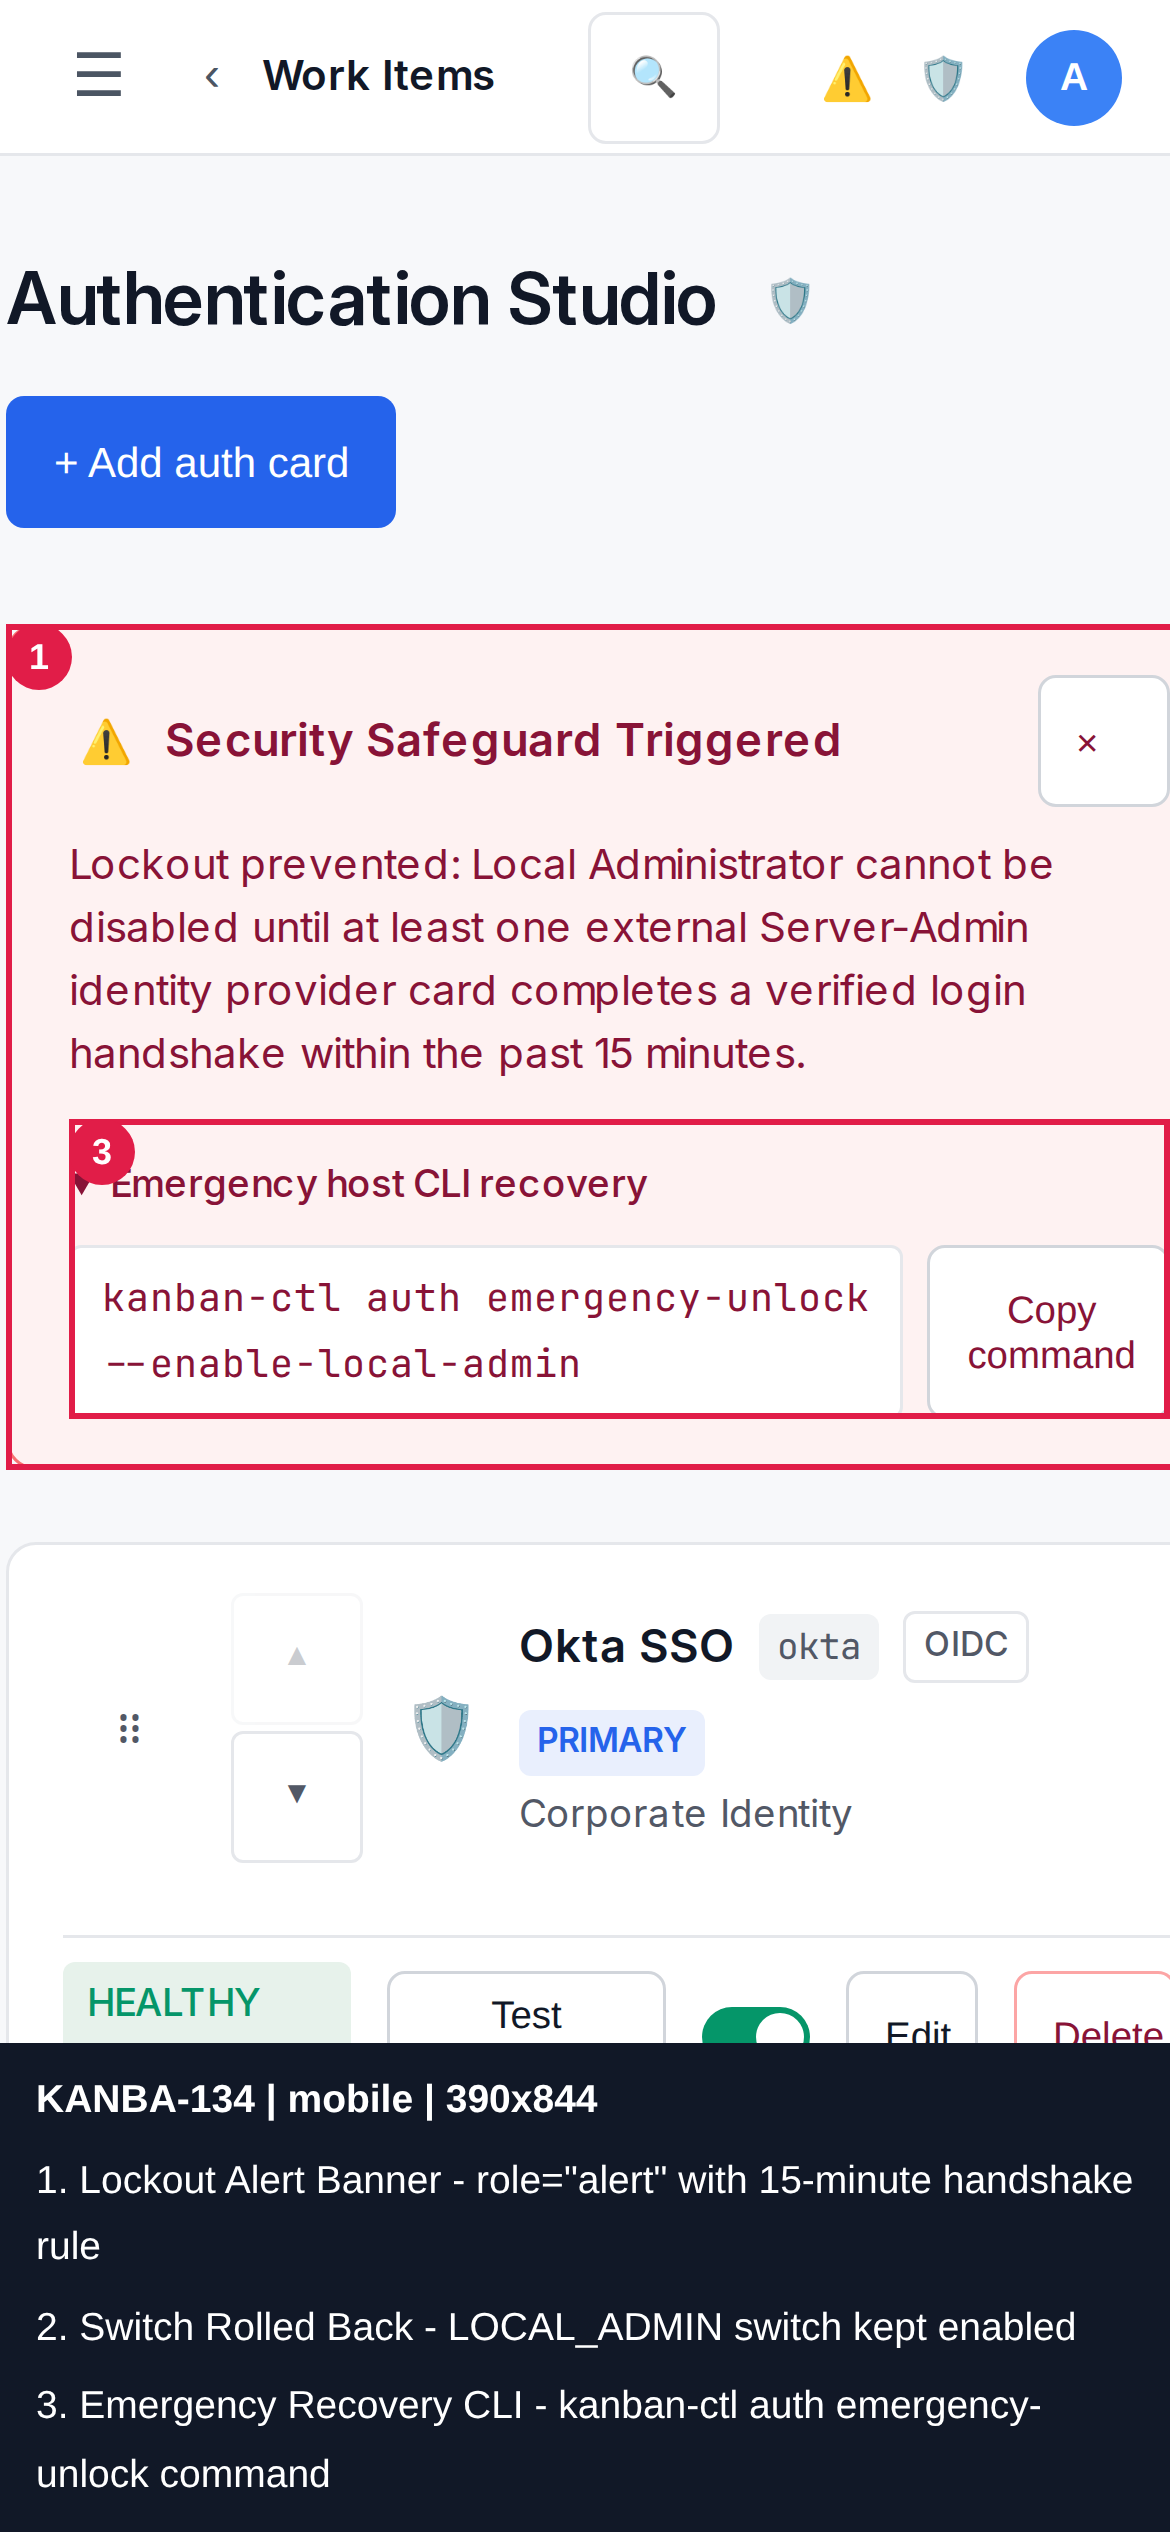 ☰ ‹ Work Items 🔍 ⚠️ 🛡️ A
Authentication Studio 🛡️
+ Add auth card
1
⚠️ Security Safeguard Triggered ×
Lockout prevented: Local Administrator cannot be
disabled until at least one external Server-Admin
identity provider card completes a verified login
handshake within the past 15 minutes.
3
▼ Emergency host CLI recovery
kanban-ctl auth emergency-unlock
--enable-local-admin
Copy
command
▲
Okta SSO okta OIDC
⠿ 🛡️ PRIMARY
▼
Corporate Identity
HEALTHY Test Edit Delete
KANBA-134 | mobile | 390x844
1. Lockout Alert Banner - role="alert" with 15-minute handshake
rule
2. Switch Rolled Back - LOCAL_ADMIN switch kept enabled
3. Emergency Recovery CLI - kanban-ctl auth emergency-
unlock command